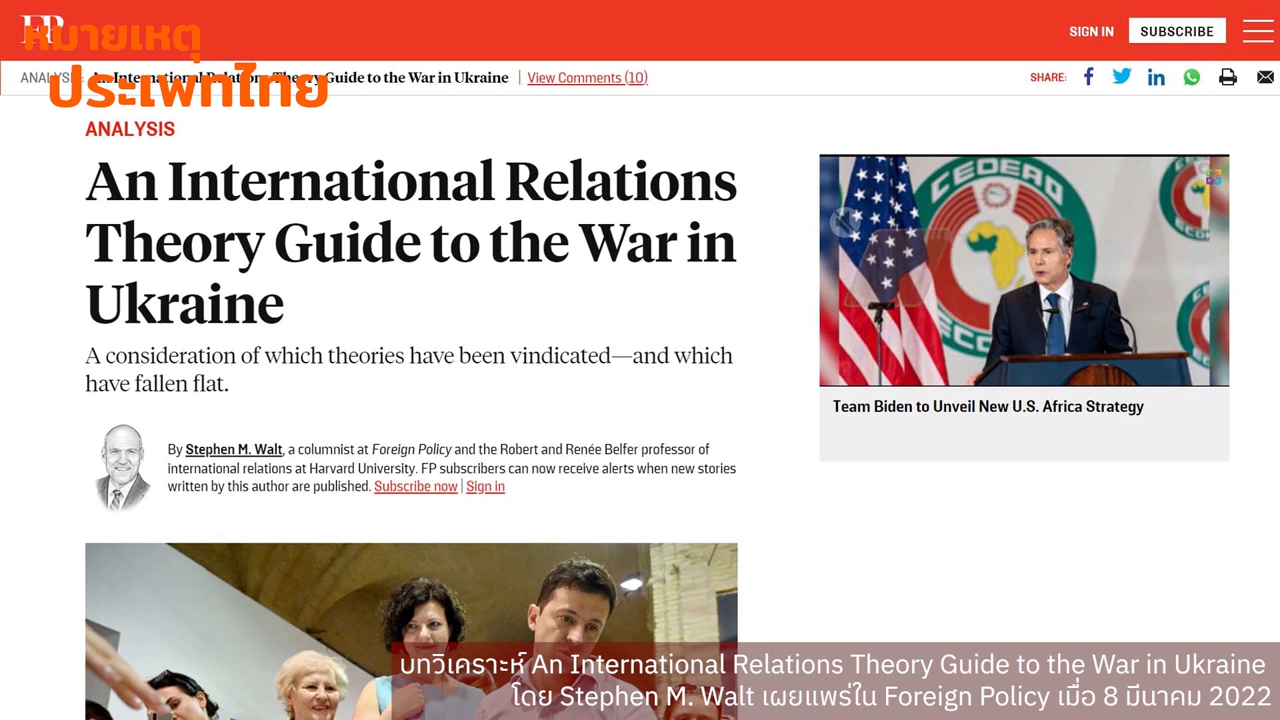 FP
หมายเหตุ
ประเพทไทย
SIGN IN
SUBSCRIBE
ANALYSIS: An International Relations Theory Guide to the War in Ukraine | View Comments (10)
SHARE:
ANALYSIS
An International Relations
Theory Guide to the War in
Ukraine
A consideration of which theories have been vindicated—and which
have fallen flat.
By Stephen M. Walt, a columnist at Foreign Policy and the Robert and Renée Belfer professor of
international relations at Harvard University. FP subscribers can now receive alerts when new stories
written by this author are published. Subscribe now | Sign in
CEDEAO
Team Biden to Unveil New U.S. Africa Strategy
บทวิเคราะห์ An International Relations Theory Guide to the War in Ukraine
โดย Stephen M. Walt เผยแพร่ใน Foreign Policy เมื่อ 8 มีนาคม 2022